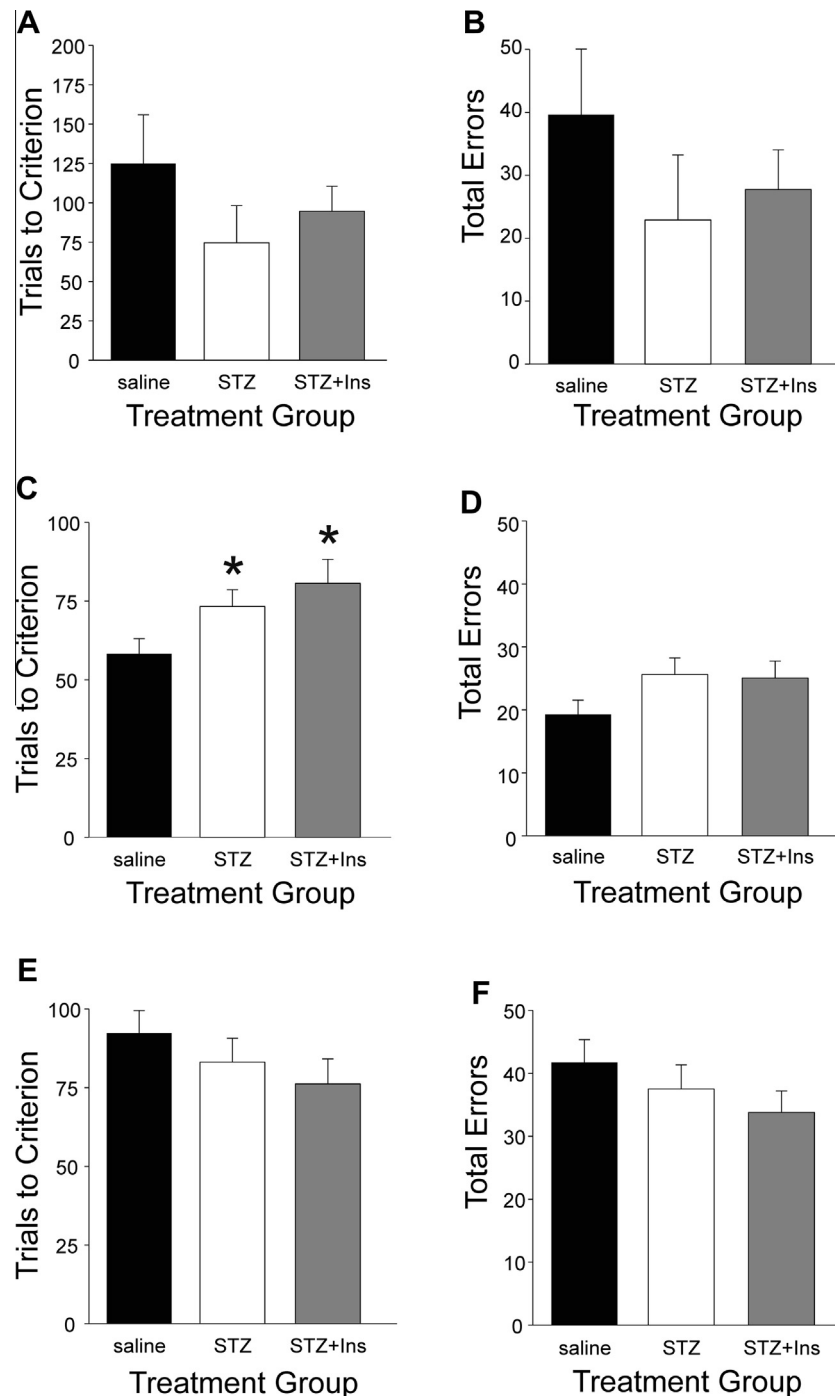 A
Trials to Criterion
200
175
150
125
100
75
50
25
0
saline STZ STZ+Ins
Treatment Group
B
Total Errors
50
40
30
20
10
0
saline STZ STZ+Ins
Treatment Group
C
Trials to Criterion
100
75
50
25
0
* *
saline STZ STZ+Ins
Treatment Group
D
Total Errors
50
40
30
20
10
0
saline STZ STZ+Ins
Treatment Group
E
Trials to Criterion
100
75
50
25
0
saline STZ STZ+Ins
Treatment Group
F
Total Errors
50
40
30
20
10
0
saline STZ STZ+Ins
Treatment Group